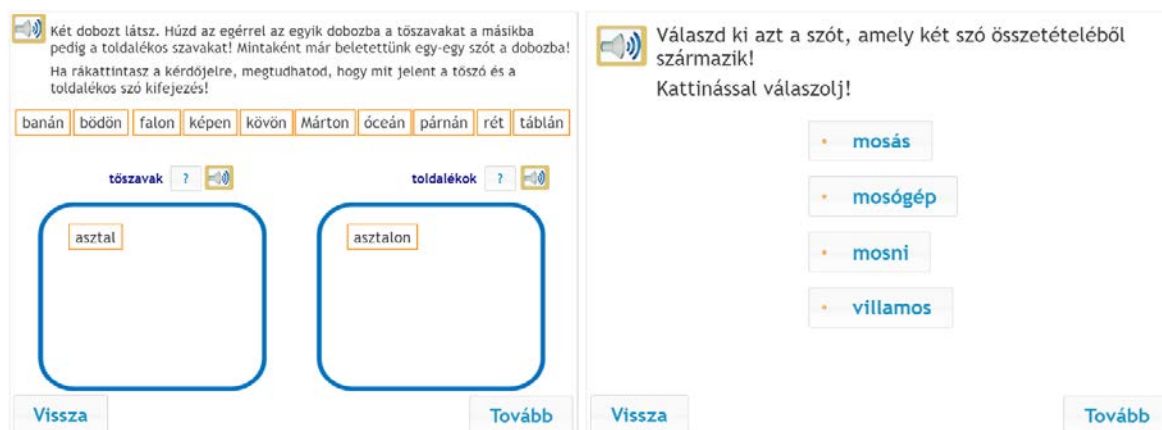 Két dobozt látsz. Húzd az egérrel az egyik dobozba a tőszavakat a másikba
pedig a toldalékos szavakat! Mintaként már beletettünk egy-egy szót a dobozba!
Ha rákattintasz a kérdőjelre, megtudhatod, hogy mit jelent a tőszó és a
toldalékos szó kifejezés!
banán bödön falon képen kövön Márton óceán párnán rét táblán
tőszavak ? toldalékok ?
asztal asztalon
Vissza Tovább
Válaszd ki azt a szót, amely két szó összetételéből
származik!
Kattinással válaszolj!
mosás
mosógép
mosni
villamos
Vissza Tovább